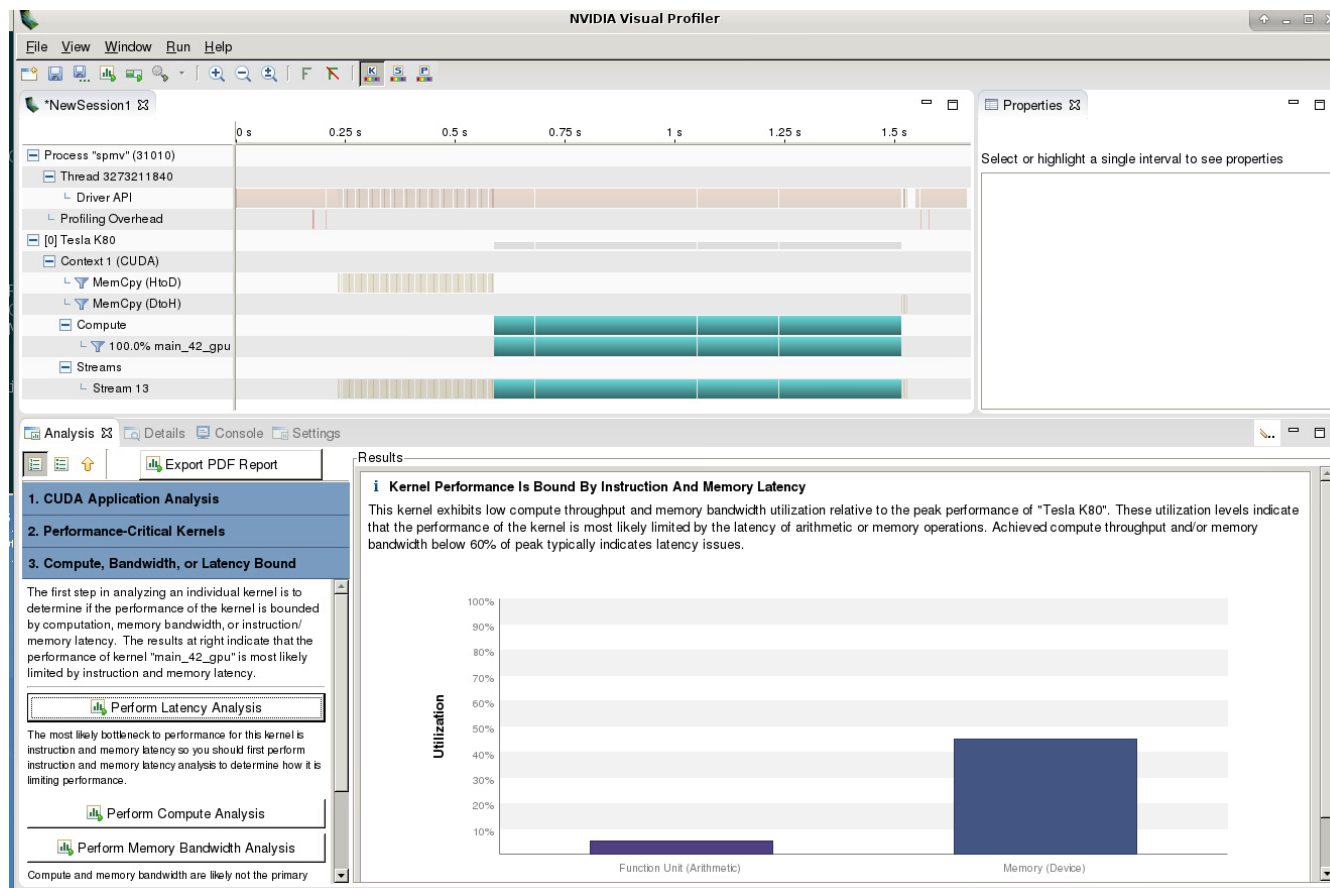 NVIDIA Visual Profiler
File View Window Run Help
*NewSession1
Properties
0 s 0.25 s 0.5 s 0.75 s 1 s 1.25 s 1.5 s
Process "spmv" (31010)
Thread 3273211840
Driver API
Profiling Overhead
[0] Tesla K80
Context 1 (CUDA)
MemCpy (HtoD)
MemCpy (DtoH)
Compute
100.0% main_42_gpu
Streams
Stream 13
Select or highlight a single interval to see properties
Analysis Details Console Settings
Export PDF Report
1. CUDA Application Analysis
2. Performance-Critical Kernels
3. Compute, Bandwidth, or Latency Bound
The first step in analyzing an individual kernel is to
determine if the performance of the kernel is bounded
by computation, memory bandwidth, or instruction/
memory latency. The results at right indicate that the
performance of kernel "main_42_gpu" is most likely
limited by instruction and memory latency.
Perform Latency Analysis
The most likely bottleneck to performance for this kernel is
instruction and memory latency so you should first perform
instruction and memory latency analysis to determine how it is
limiting performance.
Perform Compute Analysis
Perform Memory Bandwidth Analysis
Compute and memory bandwidth are likely not the primary
Results
i Kernel Performance Is Bound By Instruction And Memory Latency
This kernel exhibits low compute throughput and memory bandwidth utilization relative to the peak performance of "Tesla K80". These utilization levels indicate
that the performance of the kernel is most likely limited by the latency of arithmetic or memory operations. Achieved compute throughput and/or memory
bandwidth below 60% of peak typically indicates latency issues.
100%
90%
80%
70%
60%
50%
40%
30%
20%
10%
Utilization
Function Unit (Arithmetic) Memory (Device)